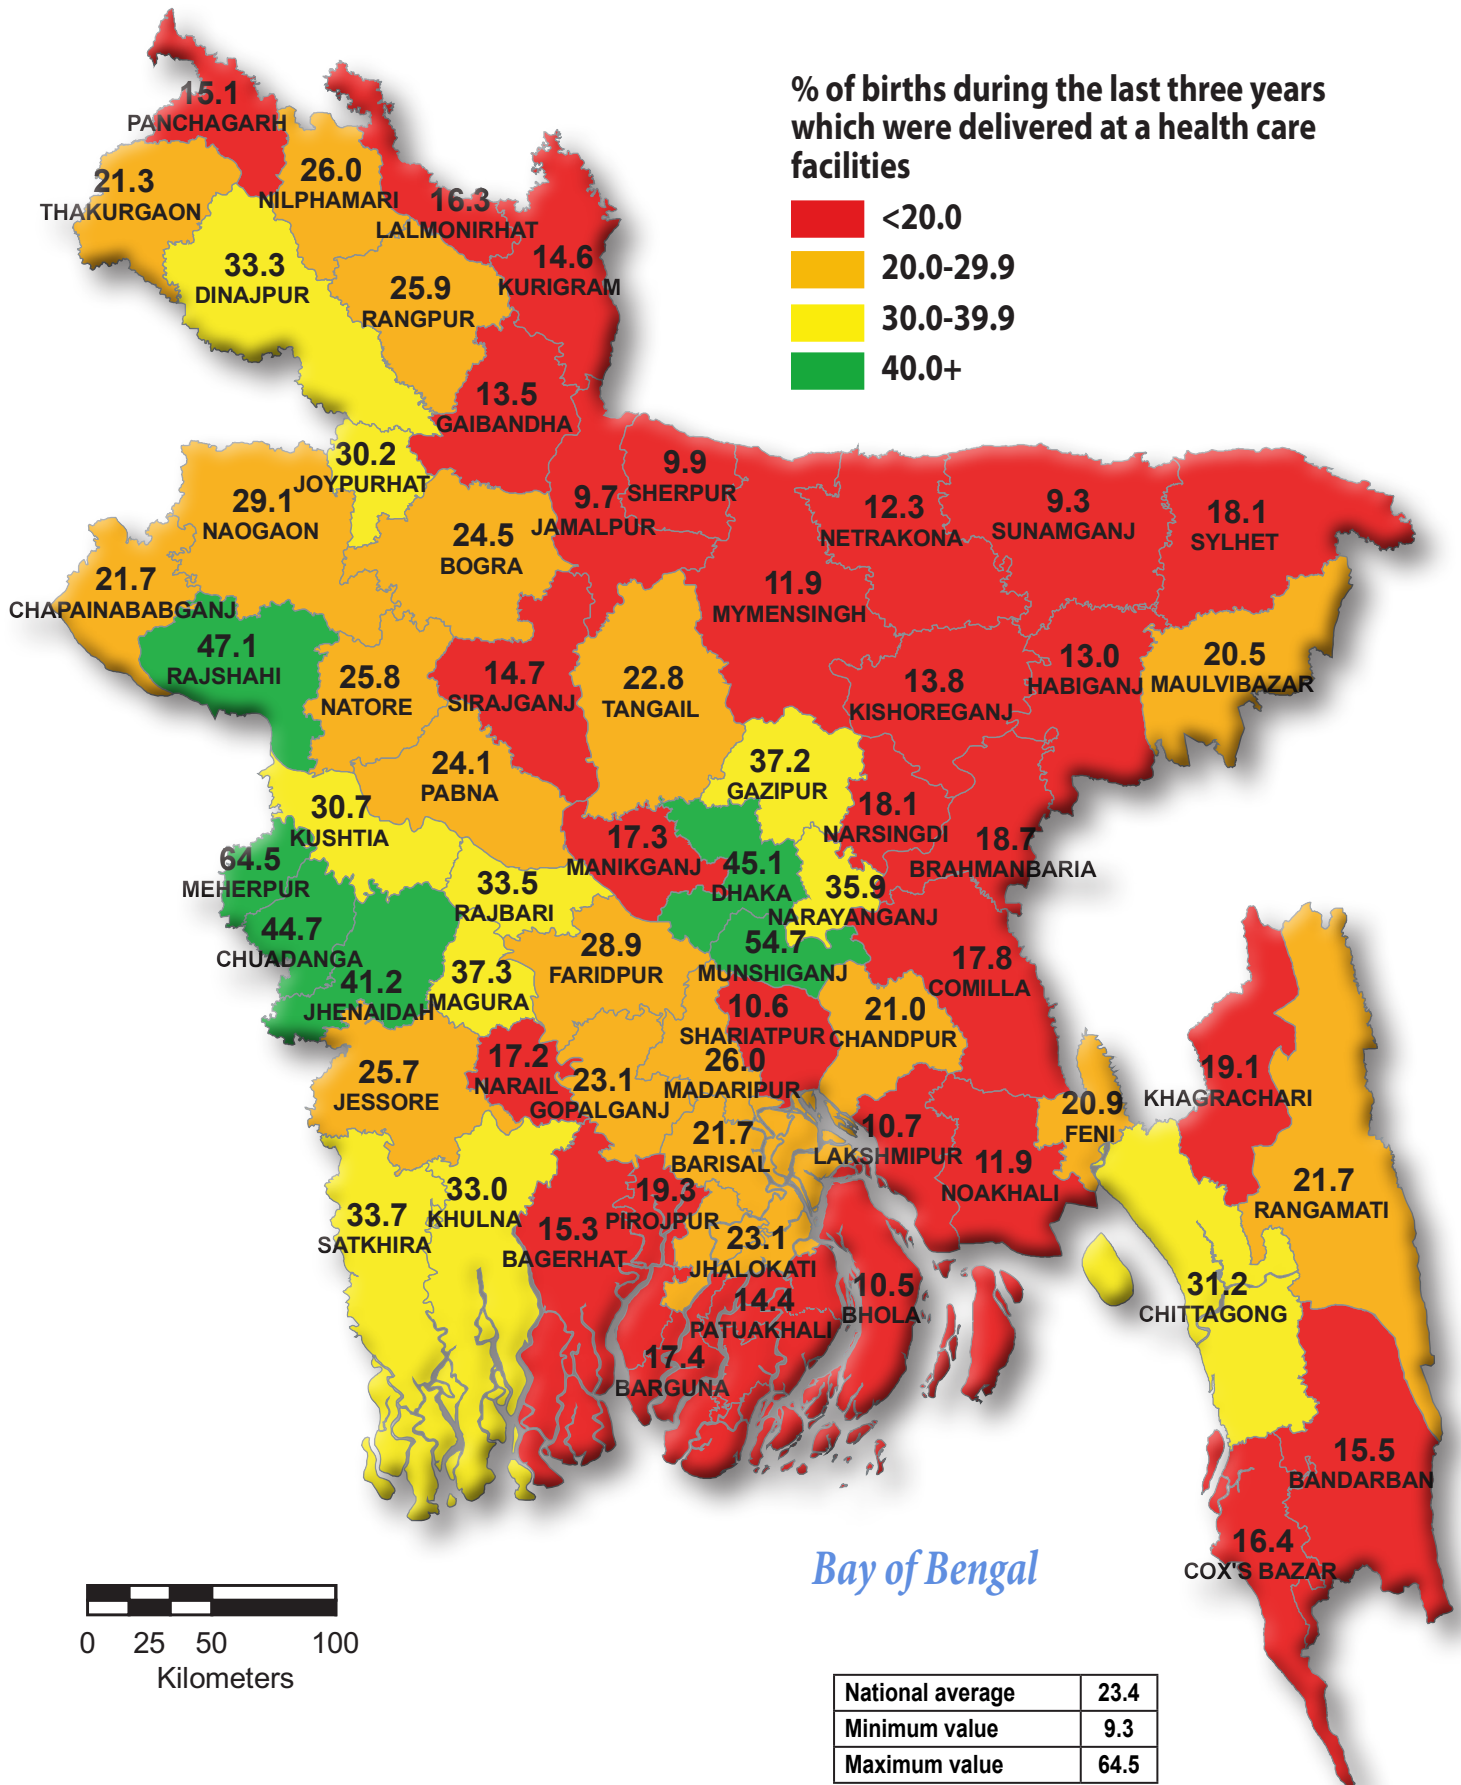 % of births during the last three years
which were delivered at a health care
facilities
<20.0
20.0-29.9
30.0-39.9
40.0+
15.1
PANCHAGARH
21.3
THAKURGAON
26.0
NILPHAMARI
16.3
LALMONIRHAT
14.6
KURIGRAM
33.3
DINAJPUR
25.9
RANGPUR
13.5
GAIBANDHA
30.2
JOYPURHAT
29.1
NAOGAON
24.5
BOGRA
9.7
JAMALPUR
9.9
SHERPUR
12.3
NETRAKONA
9.3
SUNAMGANJ
18.1
SYLHET
21.7
CHAPAINABABGANJ
11.9
MYMENSINGH
47.1
RAJSHAHI
25.8
NATORE
14.7
SIRAJGANJ
22.8
TANGAIL
13.8
KISHOREGANJ
13.0
HABIGANJ
20.5
MAULVIBAZAR
24.1
PABNA
37.2
GAZIPUR
30.7
KUSHTIA
18.1
NARSINGDI
17.3
MANIKGANJ
18.7
BRAHMANBARIA
64.5
MEHERPUR
45.1
DHAKA
33.5
RAJBARI
35.9
NARAYANGANJ
44.7
CHUADANGA
28.9
FARIDPUR
54.7
MUNSHIGANJ
41.2
JHENAIDAH
37.3
MAGURA
17.8
COMILLA
10.6
SHARIATPUR
21.0
CHANDPUR
25.7
JESSORE
17.2
NARAIL
23.1
GOPALGANJ
26.0
MADARIPUR
19.1
KHAGRACHARI
20.9
FENI
21.7
BARISAL
10.7
LAKSHMIPUR
11.9
NOAKHALI
33.7
SATKHIRA
33.0
KHULNA
15.3
BAGERHAT
19.3
PIROJPUR
21.7
RANGAMATI
23.1
JHALOKATI
14.4
PATUAKHALI
10.5
BHOLA
31.2
CHITTAGONG
17.4
BARGUNA
15.5
BANDARBAN
16.4
COX'S BAZAR
Bay of Bengal
0 25 50 100
Kilometers
National average 23.4
Minimum value 9.3
Maximum value 64.5